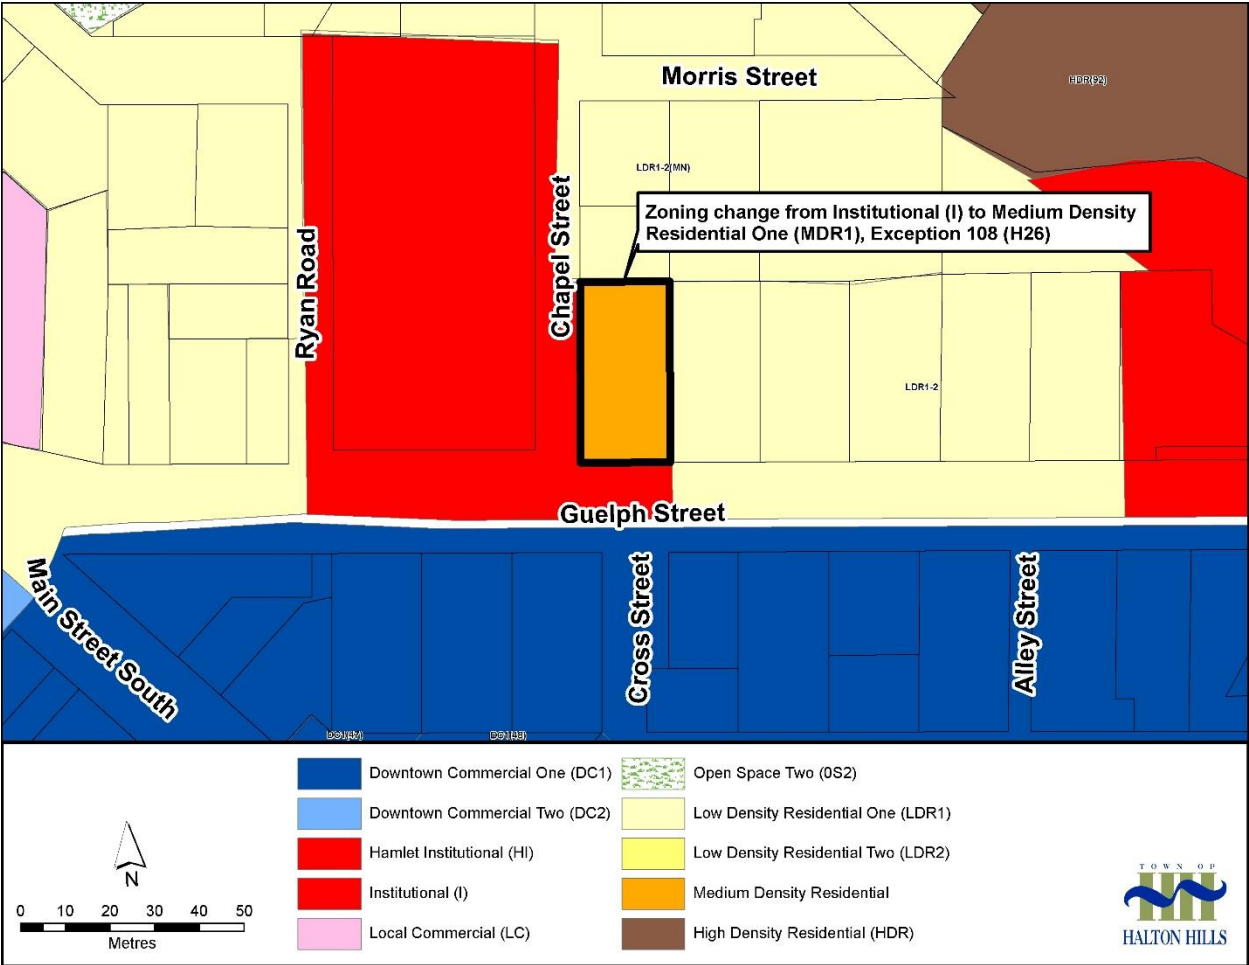 Morris Street
HDR(92)
LDR1-2(MN)
Chapel Street
Zoning change from Institutional (I) to Medium Density
Residential One (MDR1), Exception 108 (H26)
Ryan Road
LDR1-2
Guelph Street
Main Street South
Cross Street
Alley Street
DC1(47)
DC1(48)
Downtown Commercial One (DC1)
Downtown Commercial Two (DC2)
Hamlet Institutional (HI)
Institutional (I)
Local Commercial (LC)
Open Space Two (0S2)
Low Density Residential One (LDR1)
Low Density Residential Two (LDR2)
Medium Density Residential
High Density Residential (HDR)
N
0 10 20 30 40 50
Metres
TOWN OF
HALTON HILLS